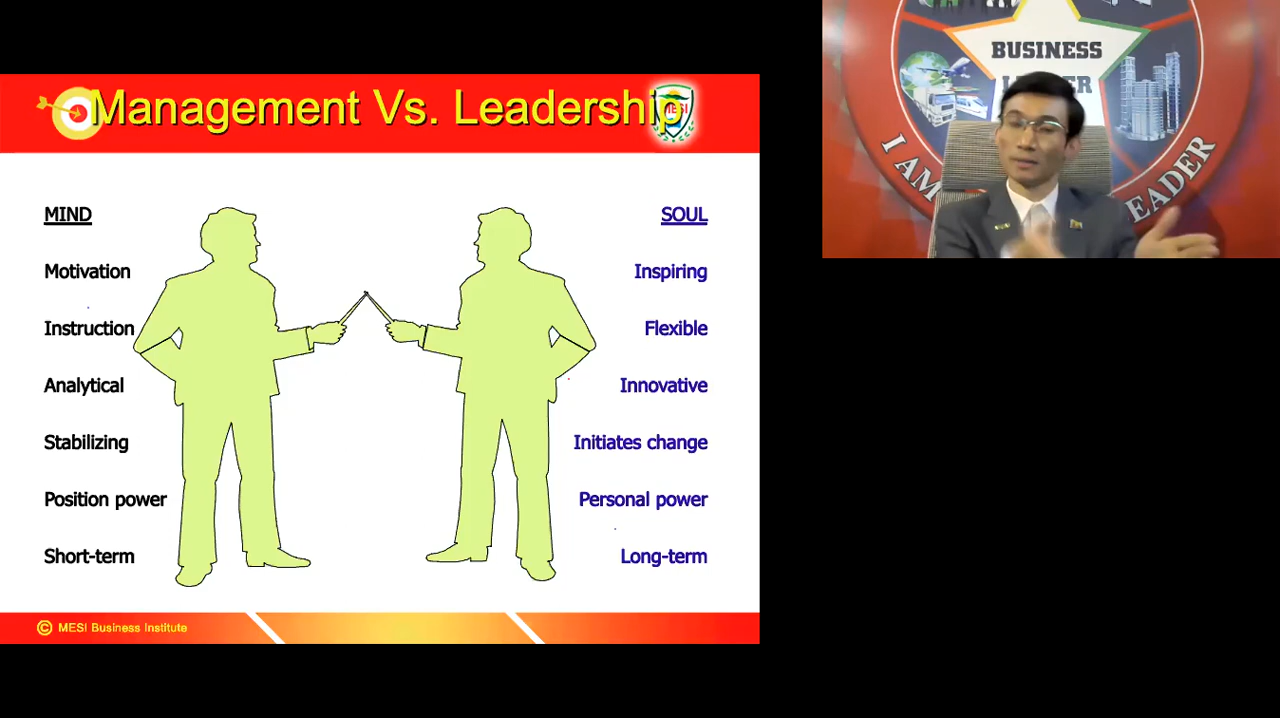 Management Vs. Leadership
MESI
MIND
SOUL
Motivation
Inspiring
Instruction
Flexible
Analytical
Innovative
Stabilizing
Initiates change
Position power
Personal power
Short-term
Long-term
© MESI Business Institute
BUSINESS
I AM